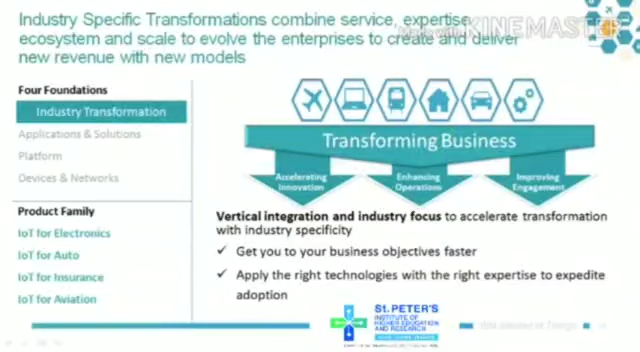 Industry Specific Transformations combine service, expertise
ecosystem and scale to evolve the enterprises to create and deliver
new revenue with new models
KINEMASTER
Four Foundations
Industry Transformation
Applications & Solutions
Platform
Devices & Networks
Product Family
IoT for Electronics
IoT for Auto
IoT for Insurance
IoT for Aviation
Transforming Business
Accelerating
Innovation
Enhancing
Operations
Improving
Engagement
Vertical integration and industry focus to accelerate transformation
with industry specificity
✓ Get you to your business objectives faster
✓ Apply the right technologies with the right expertise to expedite
adoption
St.PETER'S
INSTITUTE
OF HIGHER EDUCATION
AND RESEARCH
of Things